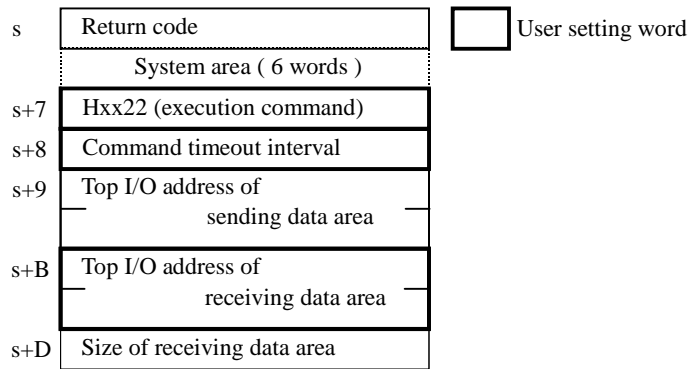 s Return code
User setting word
System area ( 6 words )
s+7 Hxx22 (execution command)
s+8 Command timeout interval
s+9 Top I/O address of
sending data area
s+B Top I/O address of
receiving data area
s+D Size of receiving data area